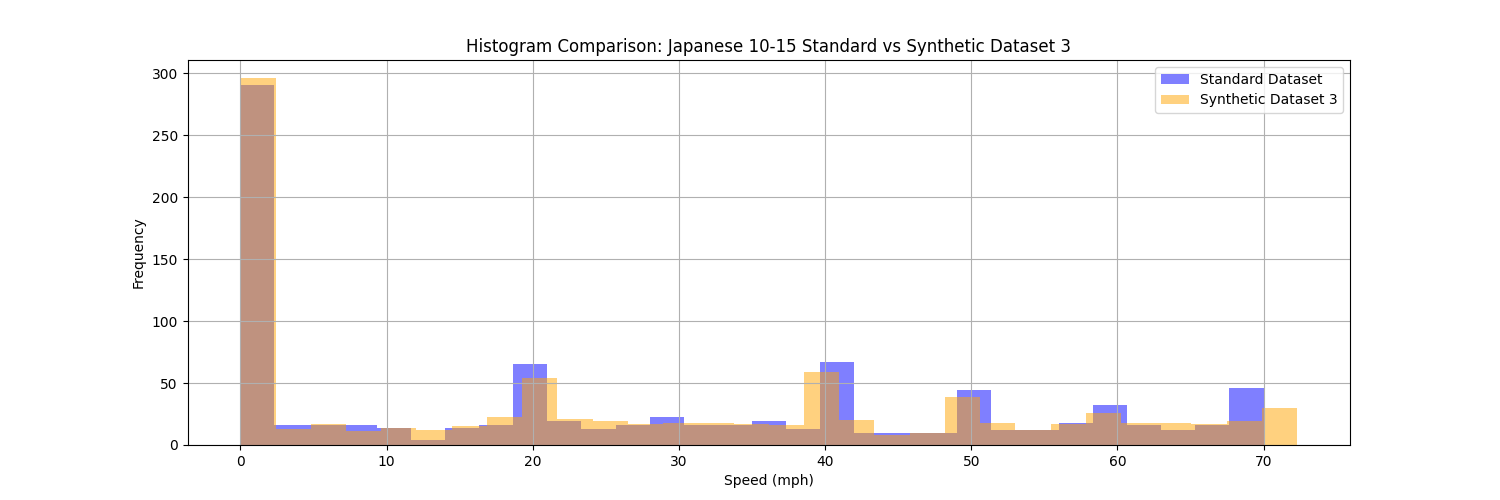 Histogram Comparison: Japanese 10-15 Standard vs Synthetic Dataset 3
Standard Dataset
Synthetic Dataset 3
300
250
200
150
100
50
0
Frequency
0 10 20 30 40 50 60 70
Speed (mph)